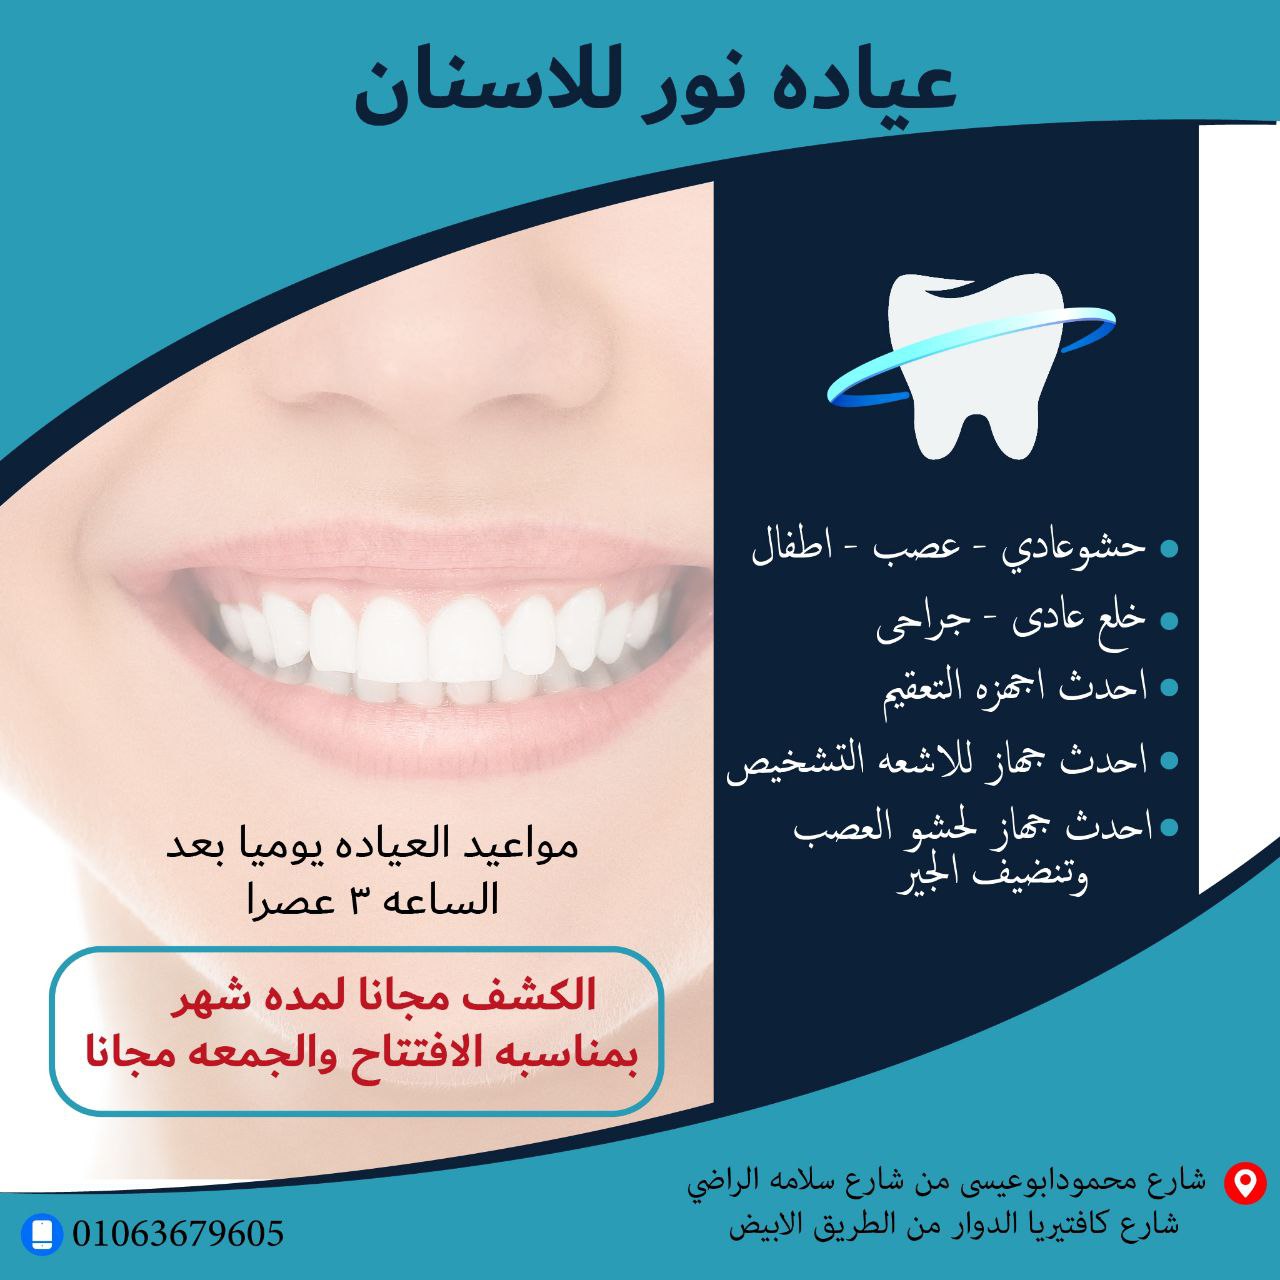 عياده نور للاسنان
حشوعادي - عصب - اطفال
خلع عادى - جراحى
احدث اجهزه التعقيم
احدث جهاز للاشعه التشخيص
احدث جهاز لحشو العصب
وتنضيف الجير
مواعيد العياده يوميا بعد
الساعه ٣ عصرا
الكشف مجانا لمده شهر
بمناسبه الافتتاح والجمعه مجانا
شارع محمودابوعيسى من شارع سلامه الراضي
شارع كافتيريا الدوار من الطريق الابيض
01063679605